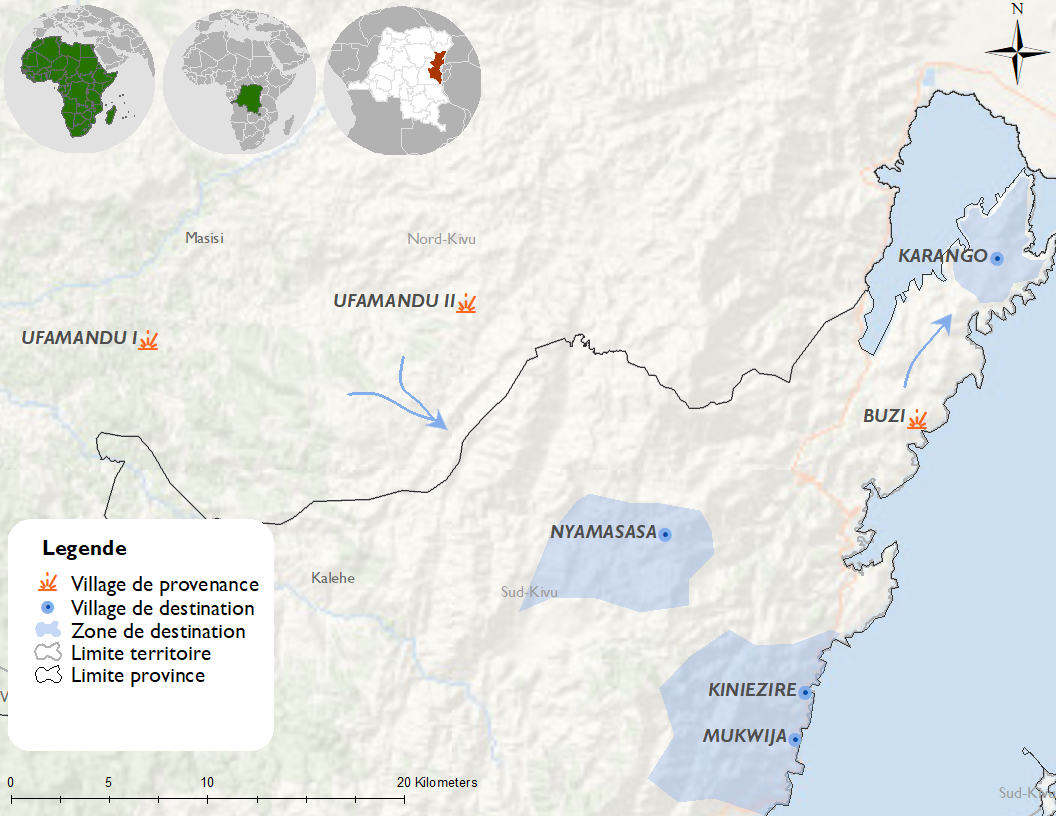 N
Masisi
Nord-Kivu
KARANGO
UFAMANDU II
UFAMANDU I
BUZI
NYAMASASA
Legende
Village de provenance
Village de destination
Zone de destination
Limite territoire
Limite province
Kalehe
Sud-Kivu
KINIEZIRE
MUKWIJA
0 5 10 20 Kilometers
Sud-Kivu